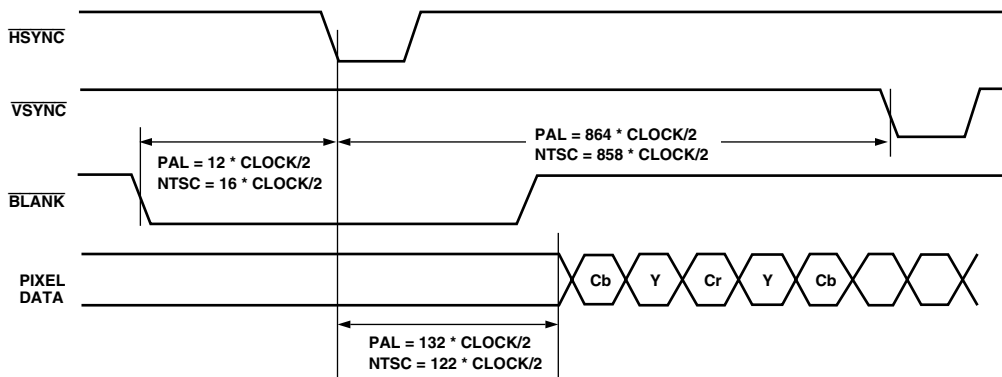 HSYNC
VSYNC
PAL = 12 * CLOCK/2
NTSC = 16 * CLOCK/2
PAL = 864 * CLOCK/2
NTSC = 858 * CLOCK/2
BLANK
PIXEL
DATA
Cb Y Cr Y Cb
PAL = 132 * CLOCK/2
NTSC = 122 * CLOCK/2